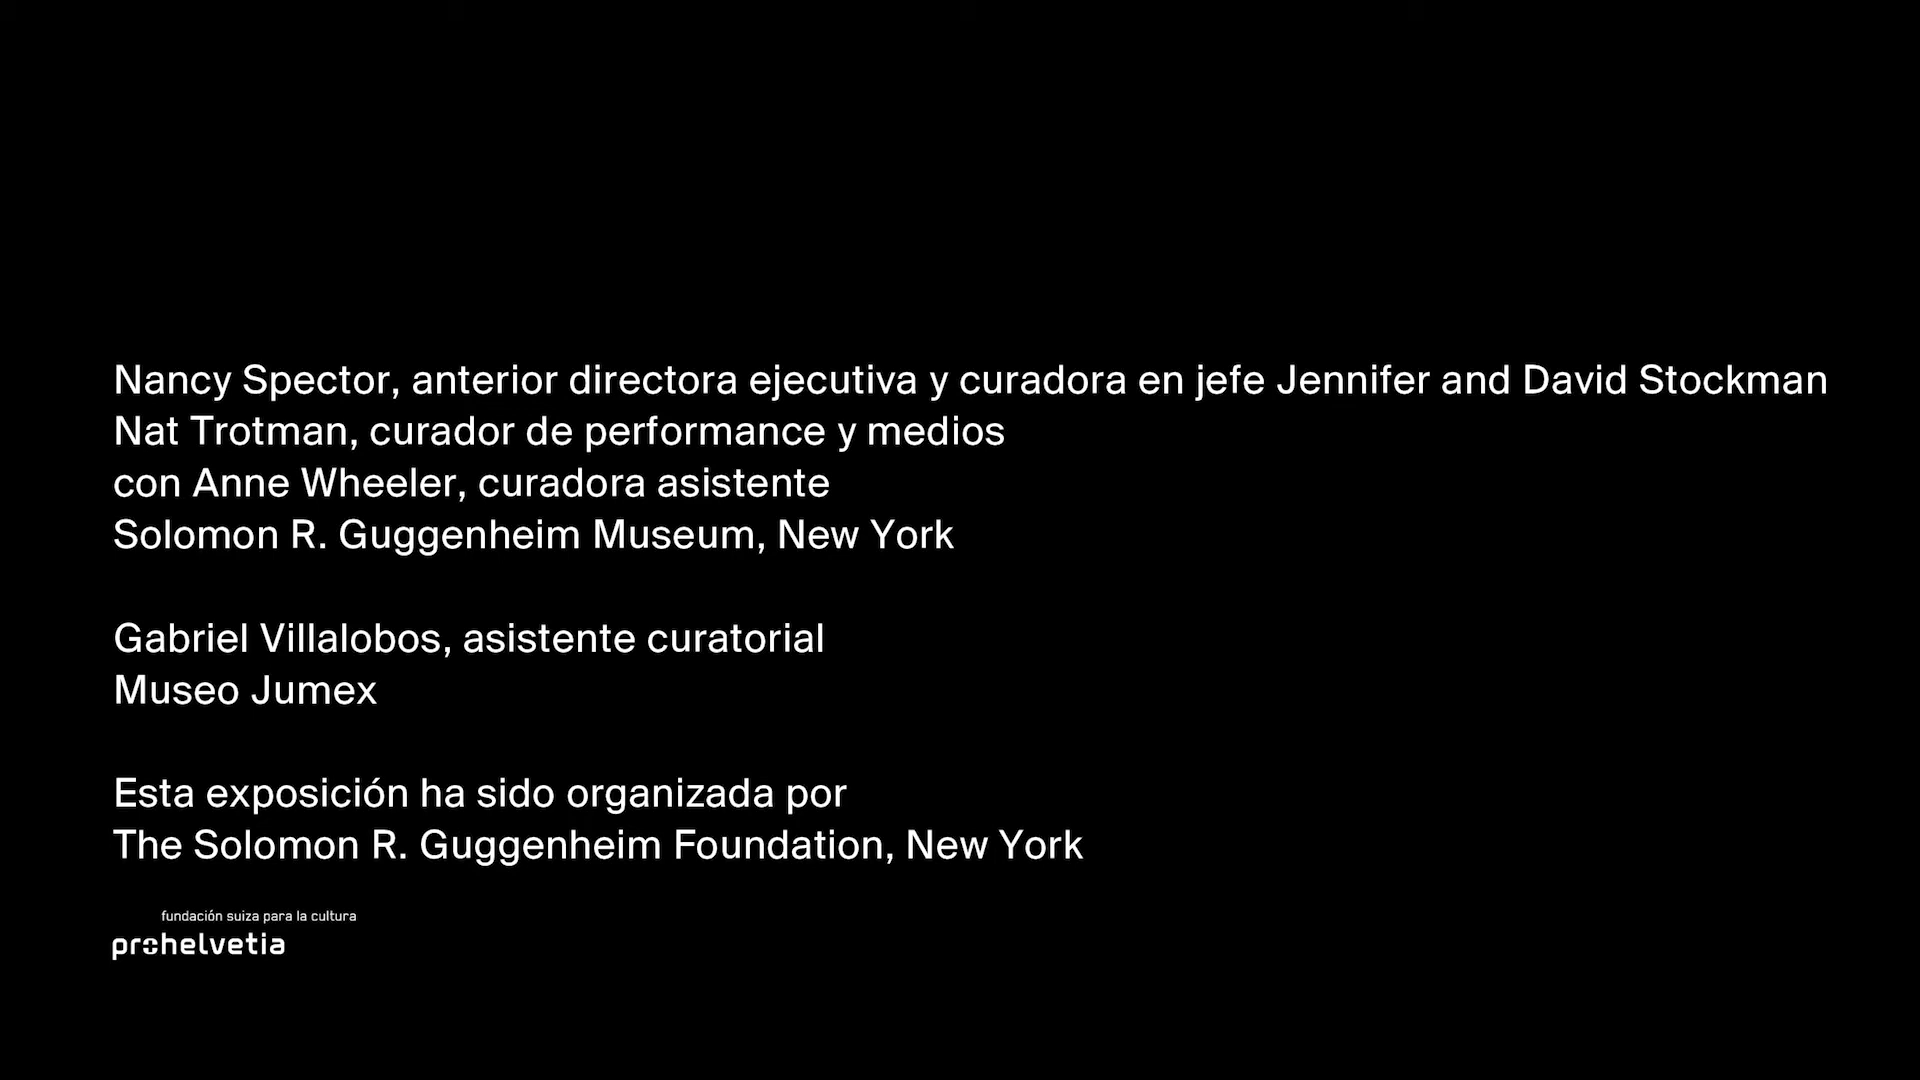 Nancy Spector, anterior directora ejecutiva y curadora en jefe Jennifer and David Stockman
Nat Trotman, curador de performance y medios
con Anne Wheeler, curadora asistente
Solomon R. Guggenheim Museum, New York
Gabriel Villalobos, asistente curatorial
Museo Jumex
Esta exposición ha sido organizada por
The Solomon R. Guggenheim Foundation, New York
fundación suiza para la cultura
prohelvetia